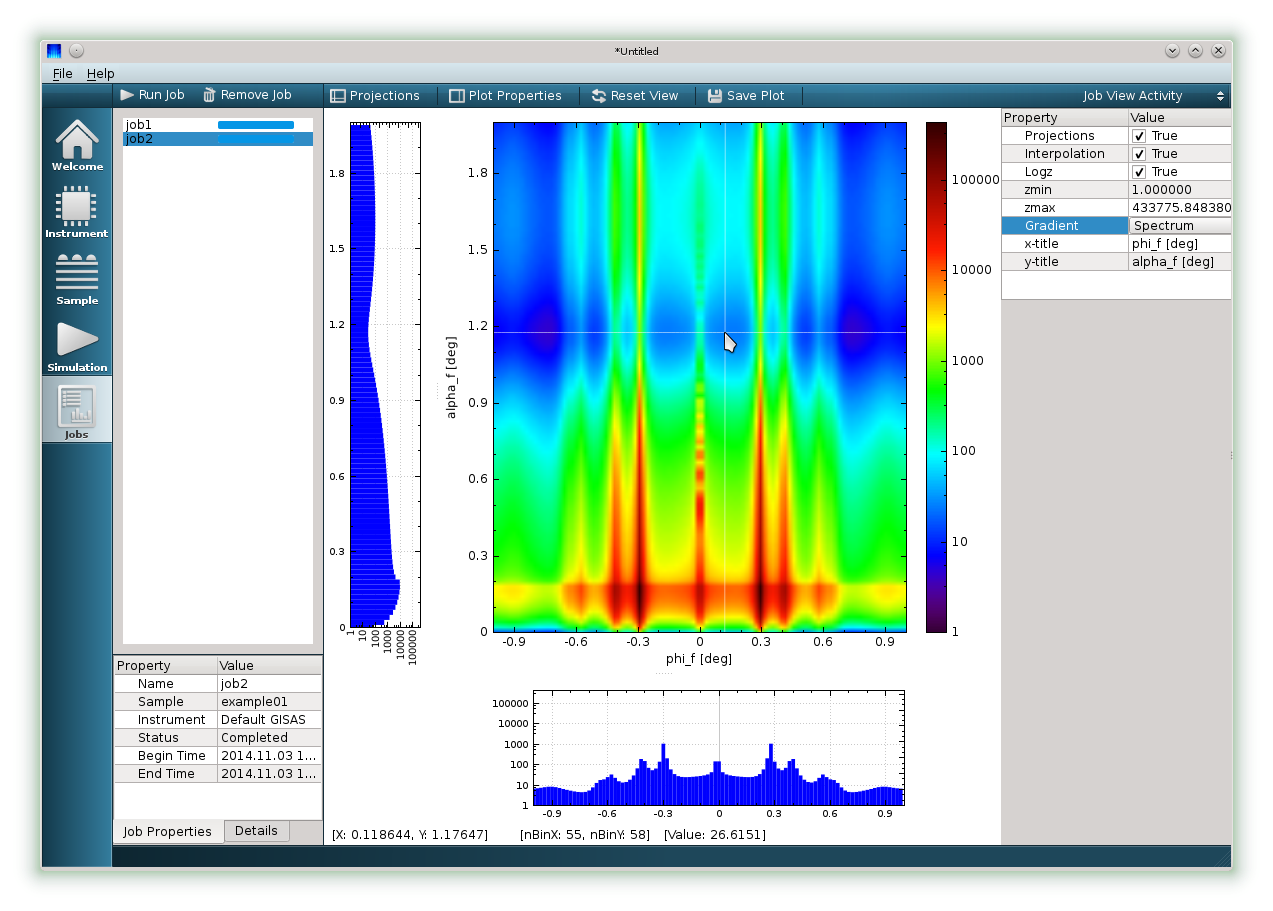 *Untitled
File Help
Run Job Remove Job Projections Plot Properties Reset View Save Plot Job View Activity
Welcome
Instrument
Sample
Simulation
Jobs
job1
job2
1.8
1.5
1.2
0.9
0.6
0.3
0
1 10 100 1000 10000 100000
alpha_f [deg]
1.8
1.5
1.2
0.9
0.6
0.3
0
-0.9 -0.6 -0.3 0 0.3 0.6 0.9
phi_f [deg]
100000
10000
1000
100
10
1
100000
10000
1000
100
10
1
-0.9 -0.6 -0.3 0 0.3 0.6 0.9
[X: 0.118644, Y: 1.17647] [nBinX: 55, nBinY: 58] [Value: 26.6151]
Property Value
Projections True
Interpolation True
Logz True
zmin 1.000000
zmax 433775.848380
Gradient Spectrum
x-title phi_f [deg]
y-title alpha_f [deg]
Property Value
Name job2
Sample example01
Instrument Default GISAS
Status Completed
Begin Time 2014.11.03 1...
End Time 2014.11.03 1...
Job Properties Details